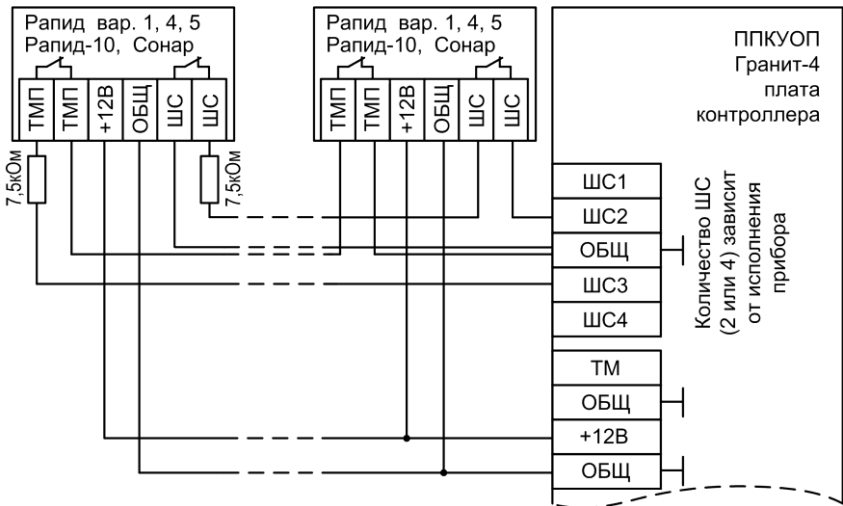 Рапид вар. 1, 4, 5
Рапид-10, Сонар
ТМП
ТМП
+12В
ОБЩ
ШС
ШС
7,5кОм
7,5кОм
Рапид вар. 1, 4, 5
Рапид-10, Сонар
ТМП
ТМП
+12В
ОБЩ
ШС
ШС
ППКУОП
Гранит-4
плата
контроллера
ШС1
ШС2
ОБЩ
ШС3
ШС4
Количество ШС
(2 или 4) зависит
от исполнения
прибора
ТМ
ОБЩ
+12В
ОБЩ